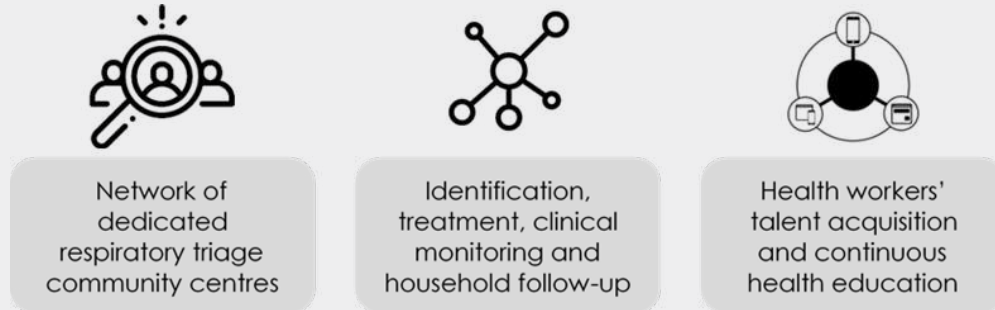 Network of
dedicated
respiratory triage
community centres
Identification,
treatment, clinical
monitoring and
household follow-up
Health workers’
talent acquisition
and continuous
health education